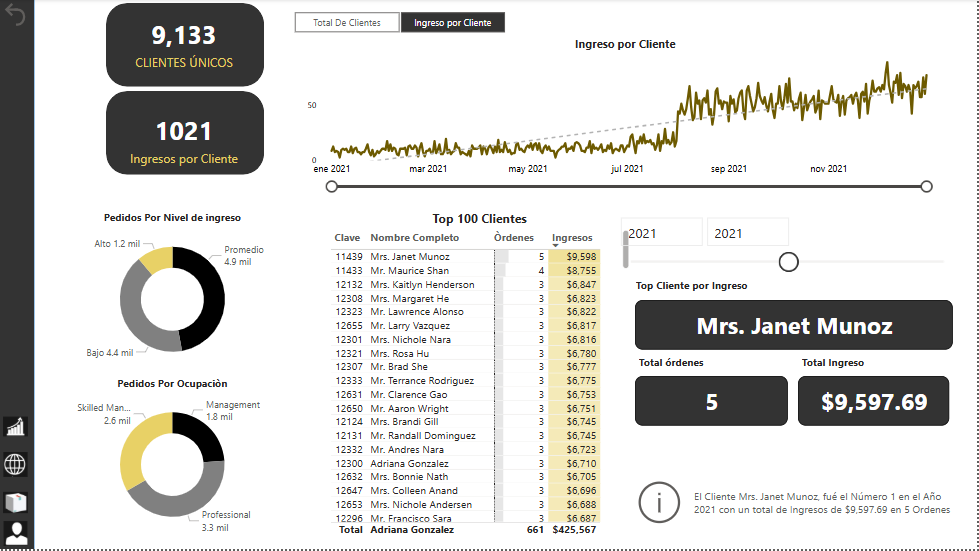 9,133
CLIENTES ÚNICOS
1021
Ingresos por Cliente
Total De Clientes
Ingreso por Cliente
Ingreso por Cliente
50
0
ene 2021
mar 2021
may 2021
jul 2021
sep 2021
nov 2021
Pedidos Por Nivel de ingreso
Alto 1.2 mil
Promedio
4.9 mil
Bajo 4.4 mil
Pedidos Por Ocupaciòn
Skilled Man...
2.6 mil
Management
1.8 mil
Professional
3.3 mil
Top 100 Clientes
Clave Nombre Completo Òrdenes Ingresos
11439 Mrs. Janet Munoz 5 $9,598
11433 Mr. Maurice Shan 4 $8,755
12132 Mrs. Kaitlyn Henderson 3 $6,847
12308 Mrs. Margaret He 3 $6,823
12323 Mr. Lawrence Alonso 3 $6,822
12655 Mr. Larry Vazquez 3 $6,817
12301 Mrs. Nichole Nara 3 $6,816
12321 Mrs. Rosa Hu 3 $6,780
12307 Mr. Brad She 3 $6,777
12333 Mr. Terrance Rodriguez 3 $6,775
12631 Mr. Clarence Gao 3 $6,753
12650 Mr. Aaron Wright 3 $6,751
12124 Mrs. Brandi Gill 3 $6,745
12131 Mr. Randall Dominguez 3 $6,745
12332 Mr. Andres Nara 3 $6,723
12300 Adriana Gonzalez 3 $6,710
12632 Mrs. Bonnie Nath 3 $6,705
12647 Mrs. Colleen Anand 3 $6,696
12653 Mrs. Nichole Andersen 3 $6,688
12296 Mr. Francisco Sara 3 $6,687
Total Adriana Gonzalez 661 $425,567
2021
2021
Top Cliente por Ingreso
Mrs. Janet Munoz
Total órdenes
Total Ingreso
5
$9,597.69
El Cliente Mrs. Janet Munoz, fué el Número 1 en el Año
2021 con un total de Ingresos de $9,597.69 en 5 Ordenes